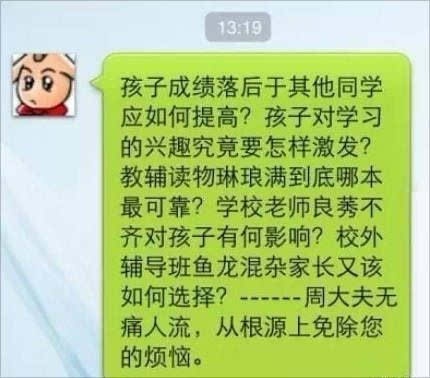 13:19
孩子成绩落后于其他同学
应如何提高？孩子对学习
的兴趣究竟要怎样激发？
教辅读物琳琅满到底哪本
最可靠？学校老师良莠不
齐对孩子有何影响？校外
辅导班鱼龙混杂家长又该
如何选择？------周大夫无
痛人流，从根源上免除您
的烦恼。